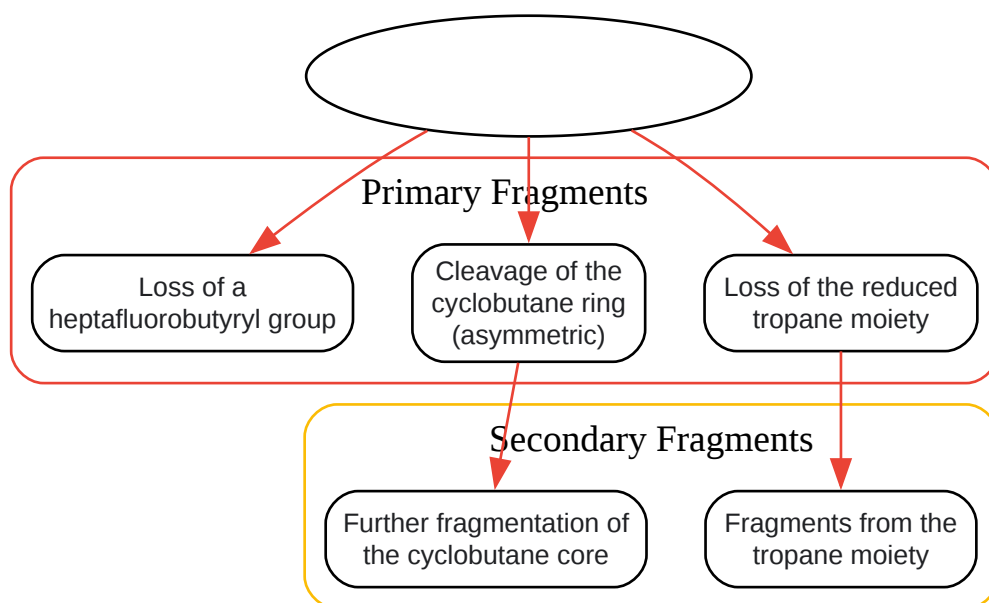 Primary Fragments
Loss of a
heptafluorobutyryl group
Cleavage of the
cyclobutane ring
(asymmetric)
Loss of the reduced
tropane moiety
Secondary Fragments
Further fragmentation of
the cyclobutane core
Fragments from the
tropane moiety